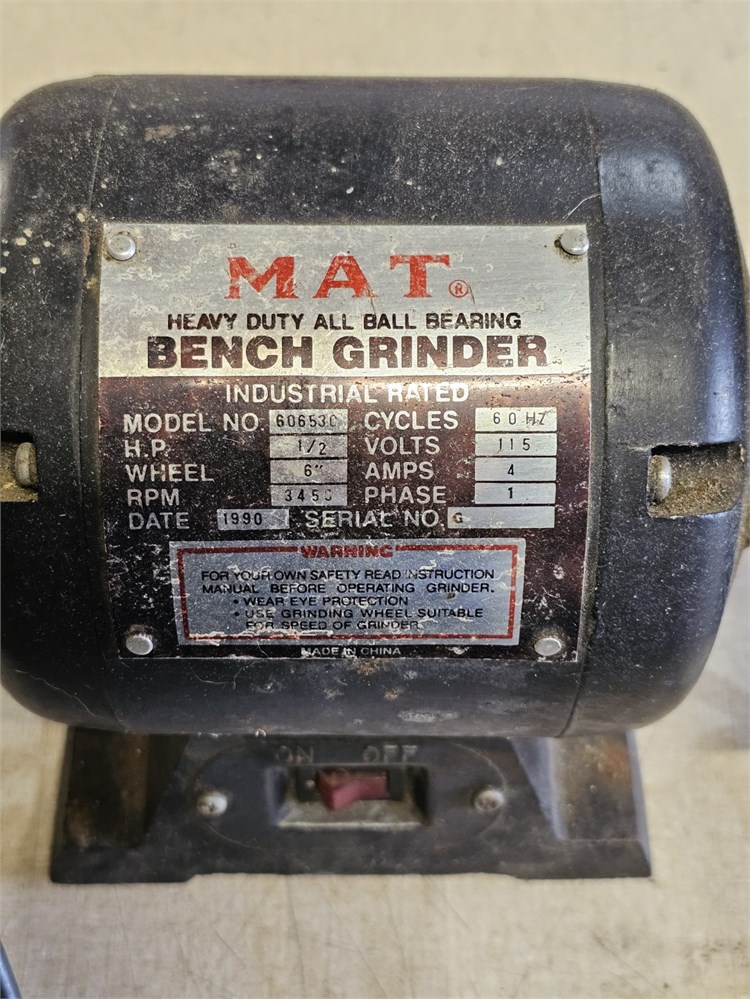 MAT®
HEAVY DUTY ALL BALL BEARING
BENCH GRINDER
INDUSTRIAL RATED
MODEL NO 606530 CYCLES 60 HZ
H.P. 1/2 VOLTS 115
WHEEL 6" AMPS 4
RPM 3450 PHASE 1
DATE 1990 SERIAL NO. G
WARNING
FOR YOUR OWN SAFETY READ INSTRUCTION
MANUAL BEFORE OPERATING GRINDER.
• WEAR EYE PROTECTION
• USE GRINDING WHEEL SUITABLE
FOR SPEED OF GRINDER
MADE IN CHINA
ON OFF